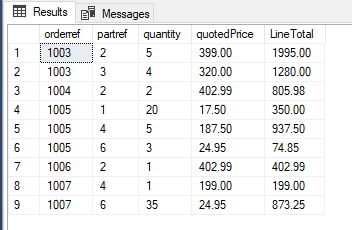 Results Messages
orderref partref quantity quotedPrice LineTotal
1 1003 2 5 399.00 1995.00
2 1003 3 4 320.00 1280.00
3 1004 2 2 402.99 805.98
4 1005 1 20 17.50 350.00
5 1005 4 5 187.50 937.50
6 1005 6 3 24.95 74.85
7 1006 2 1 402.99 402.99
8 1007 4 1 199.00 199.00
9 1007 6 35 24.95 873.25